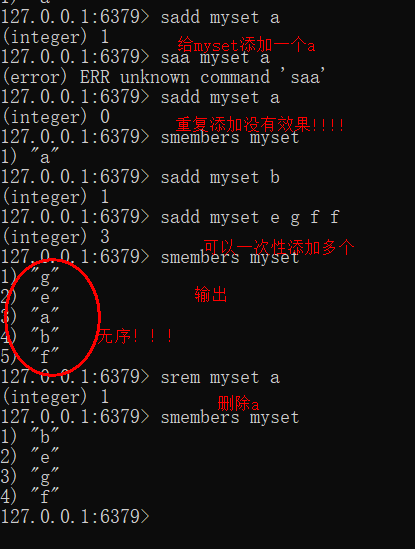 127.0.0.1:6379> sadd myset a
(integer) 1
给myset添加一个a
127.0.0.1:6379> saa myset a
(error) ERR unknown command 'saa'
127.0.0.1:6379> sadd myset a
(integer) 0
重复添加没有效果!!!!
127.0.0.1:6379> smembers myset
1) "a"
127.0.0.1:6379> sadd myset b
(integer) 1
127.0.0.1:6379> sadd myset e g f f
(integer) 3
可以一次性添加多个
127.0.0.1:6379> smembers myset
1) "g"
2) "e"
输出
3) "a"
4) "b"
无序！！！
5) "f"
127.0.0.1:6379> srem myset a
(integer) 1
删除a
127.0.0.1:6379> smembers myset
1) "b"
2) "e"
3) "g"
4) "f"
127.0.0.1:6379>